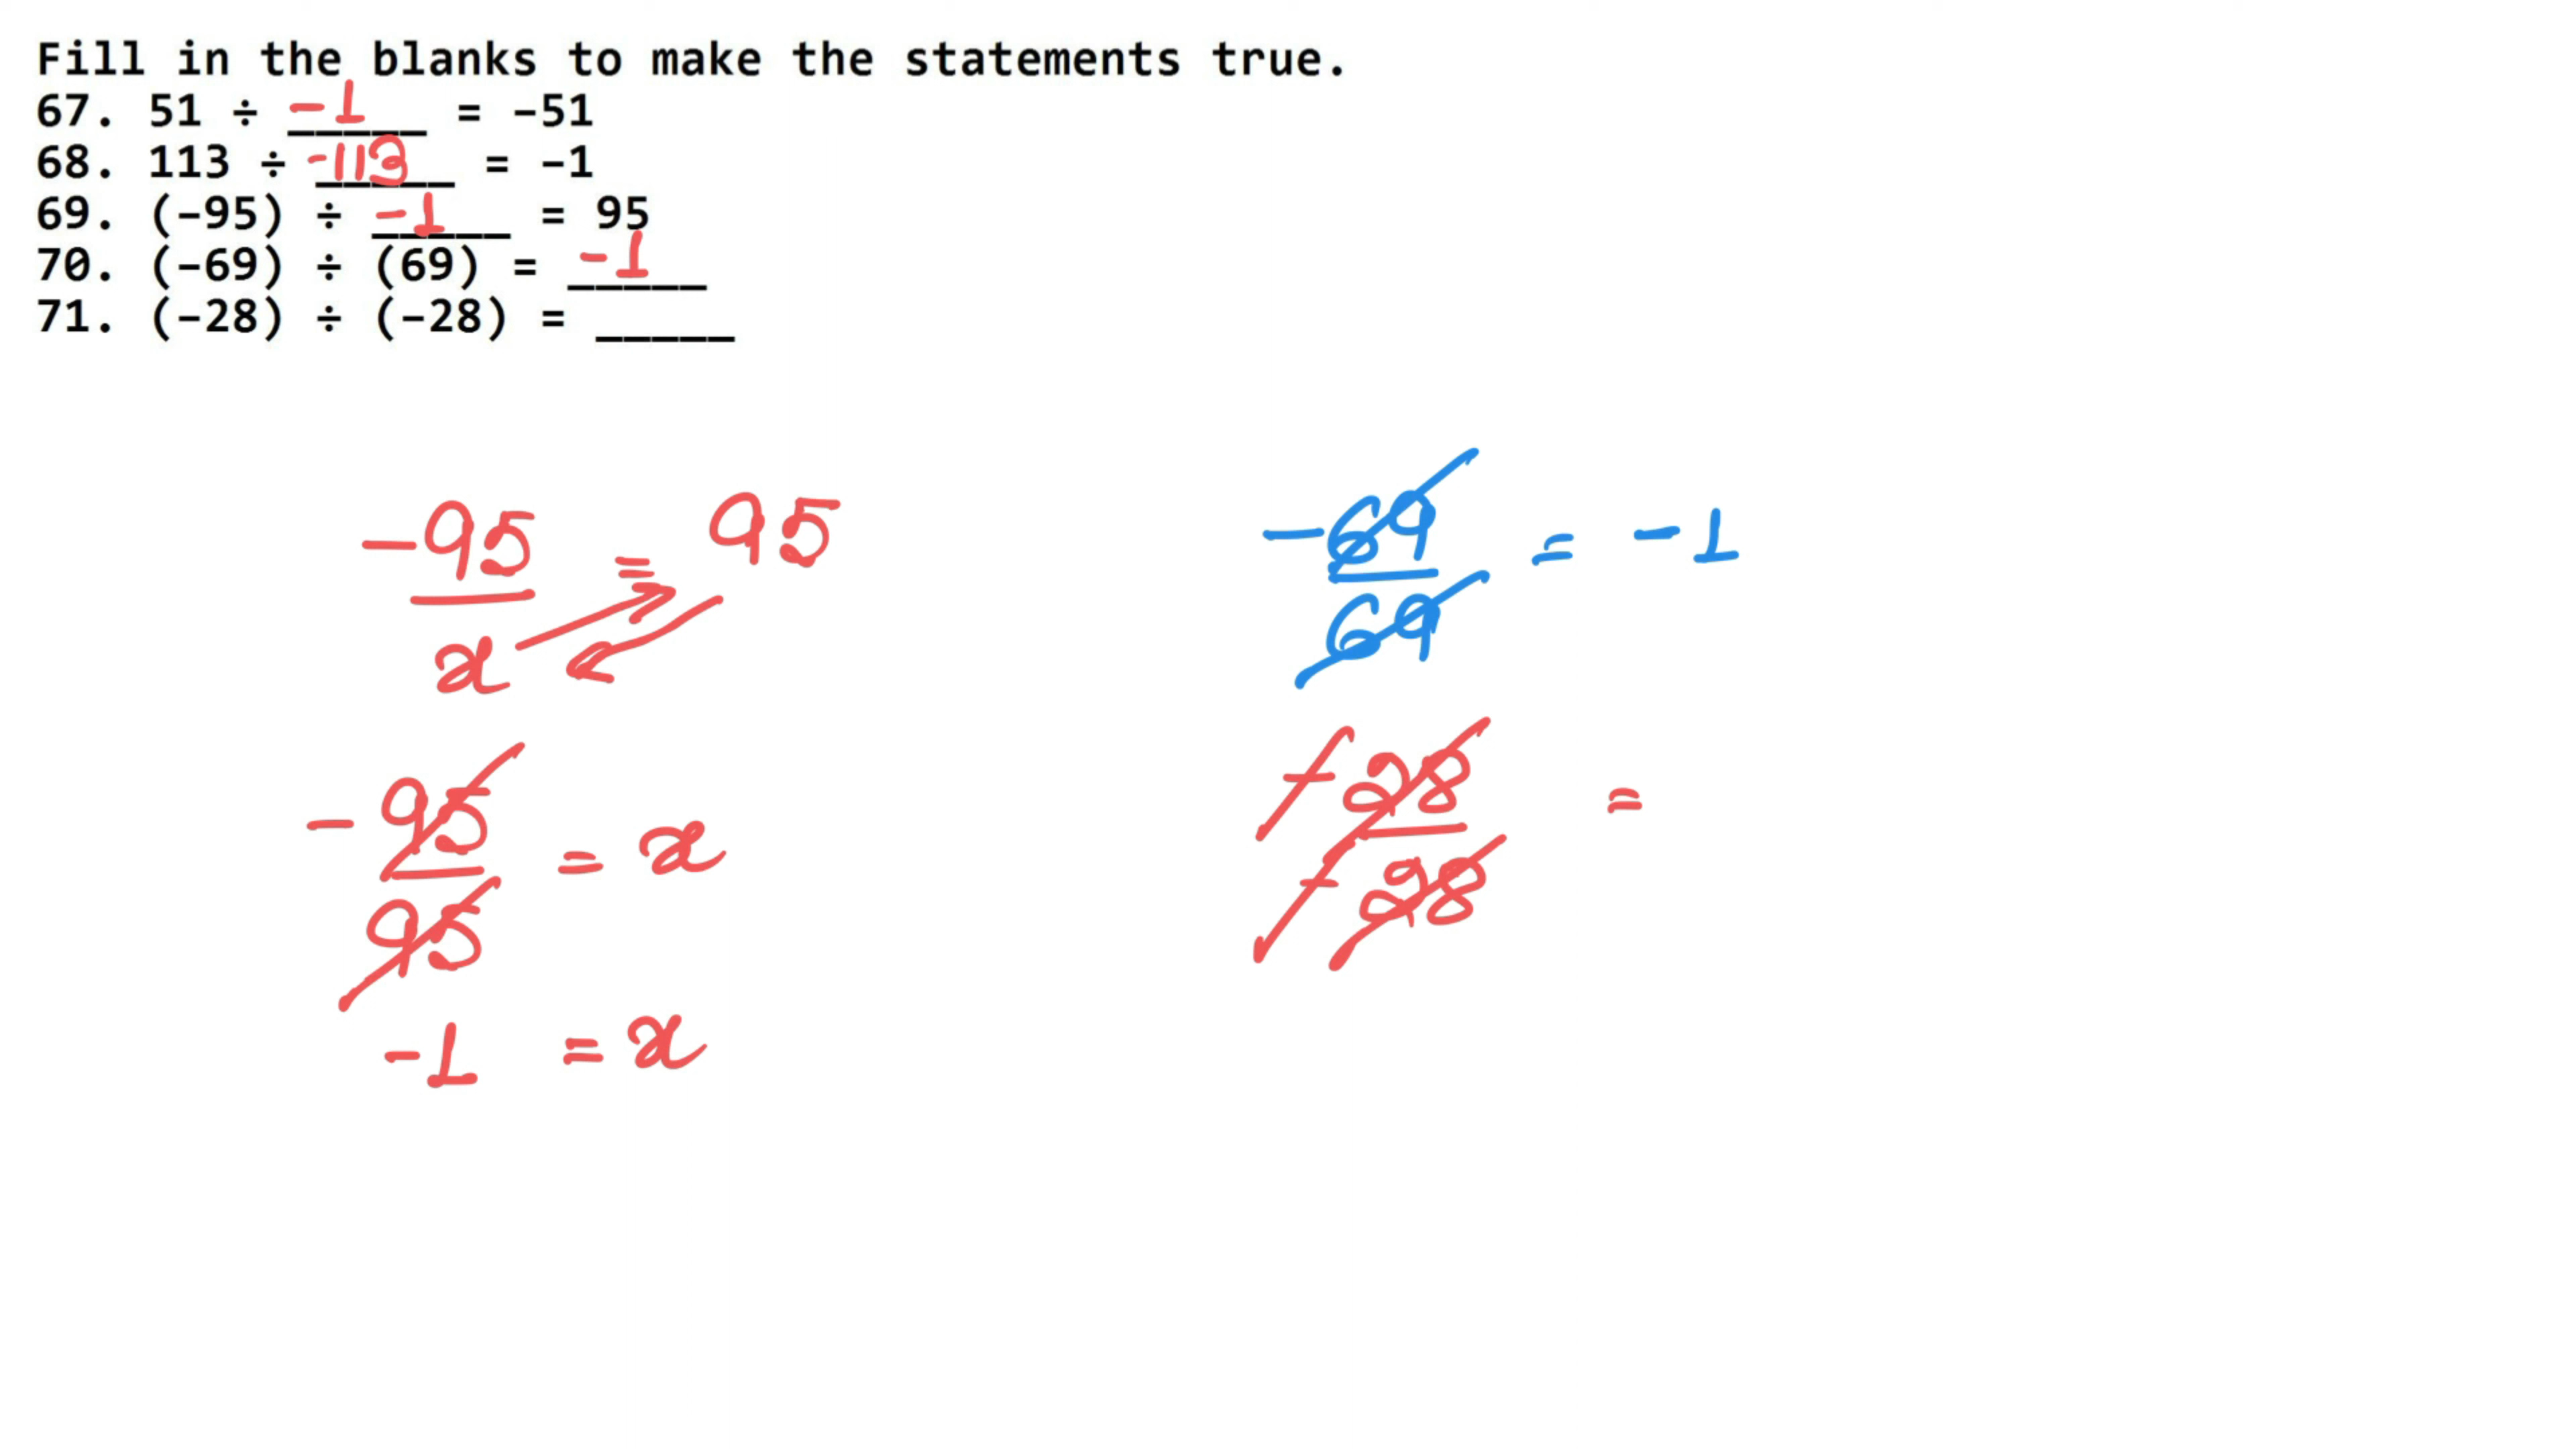 Fill in the blanks to make the statements true.
67. 51 ÷ -1 = -51
68. 113 ÷ -113 = -1
69. (-95) ÷ -1 = 95
70. (-69) ÷ (69) = -1
71. (-28) ÷ (-28) = _____
-95/x = 95
-95/95 = x
-1 = x
-69/69 = -1
-28/-28 =